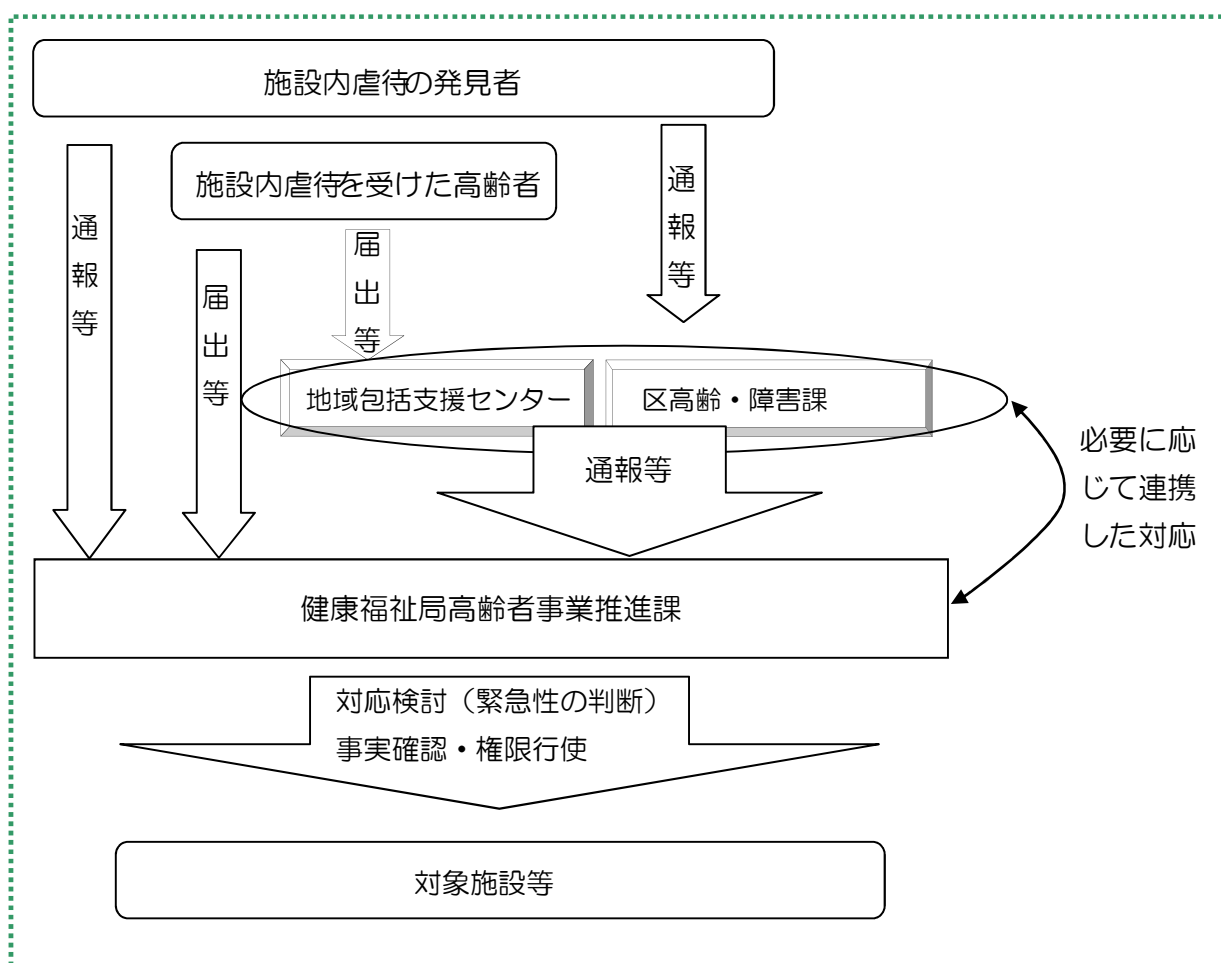 施設内虐待の発見者
施設内虐待を受けた高齢者
通報等
届出等
届出等
通報等
地域包括支援センター
区高齢・障害課
通報等
必要に応
じて連携
した対応
健康福祉局高齢者事業推進課
対応検討(緊急性の判断)
事実確認・権限行使
対象施設等